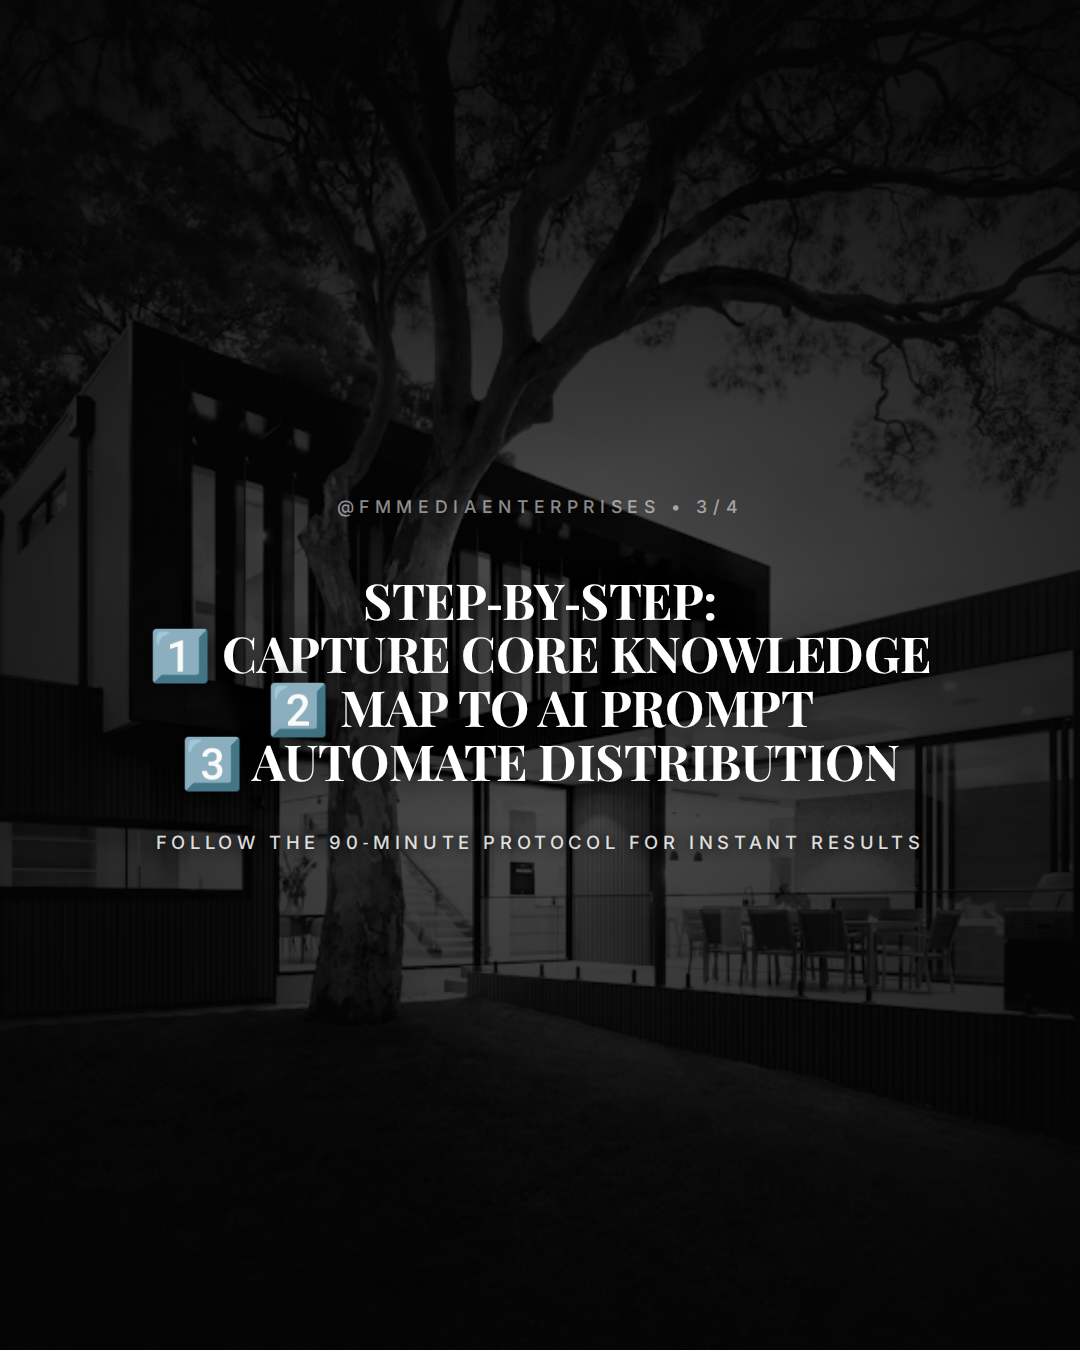 @FMMEDIAENTERPRISES • 3/4
STEP-BY-STEP:
1️⃣ CAPTURE CORE KNOWLEDGE
2️⃣ MAP TO AI PROMPT
3️⃣ AUTOMATE DISTRIBUTION
FOLLOW THE 90-MINUTE PROTOCOL FOR INSTANT RESULTS